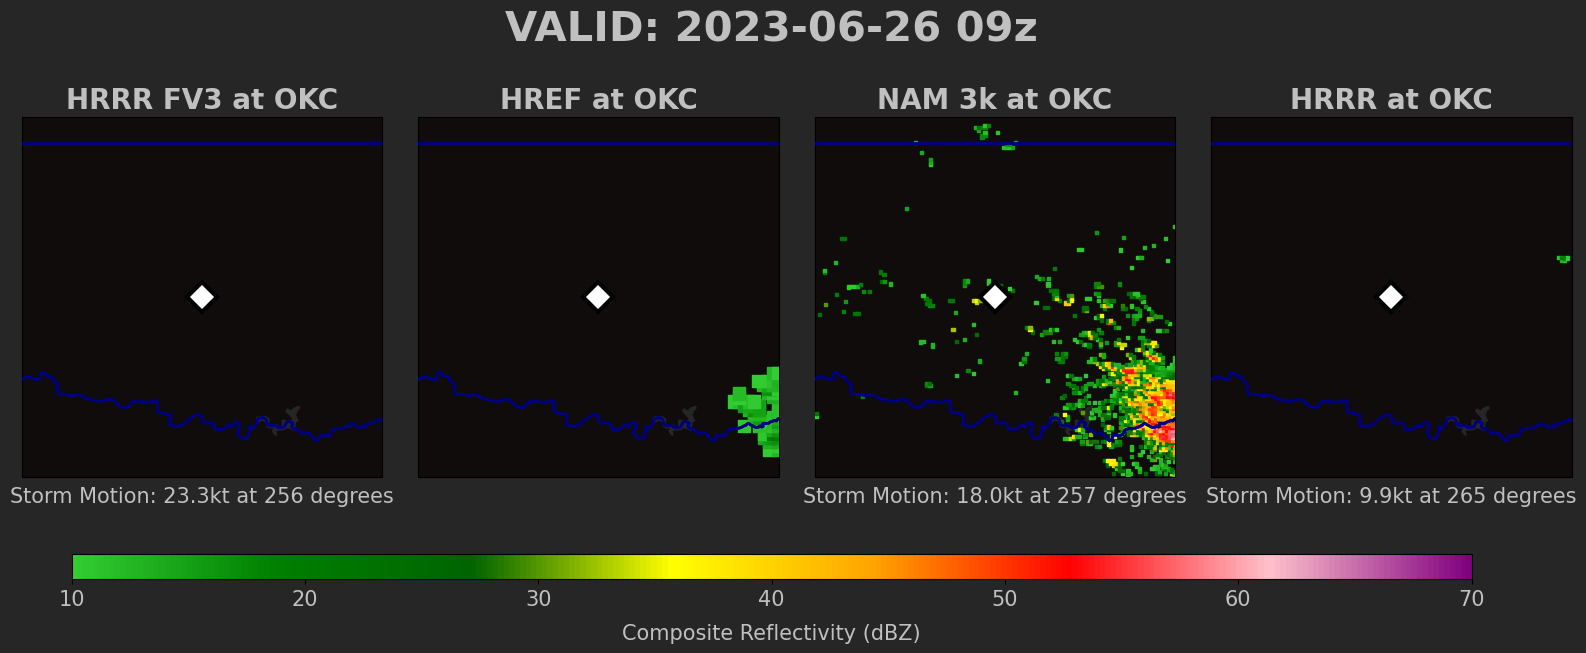 VALID: 2023-06-26 09z
HRRR FV3 at OKC
HREF at OKC
NAM 3k at OKC
HRRR at OKC
Storm Motion: 23.3kt at 256 degrees
Storm Motion: 18.0kt at 257 degrees
Storm Motion: 9.9kt at 265 degrees
10 20 30 40 50 60 70
Composite Reflectivity (dBZ)